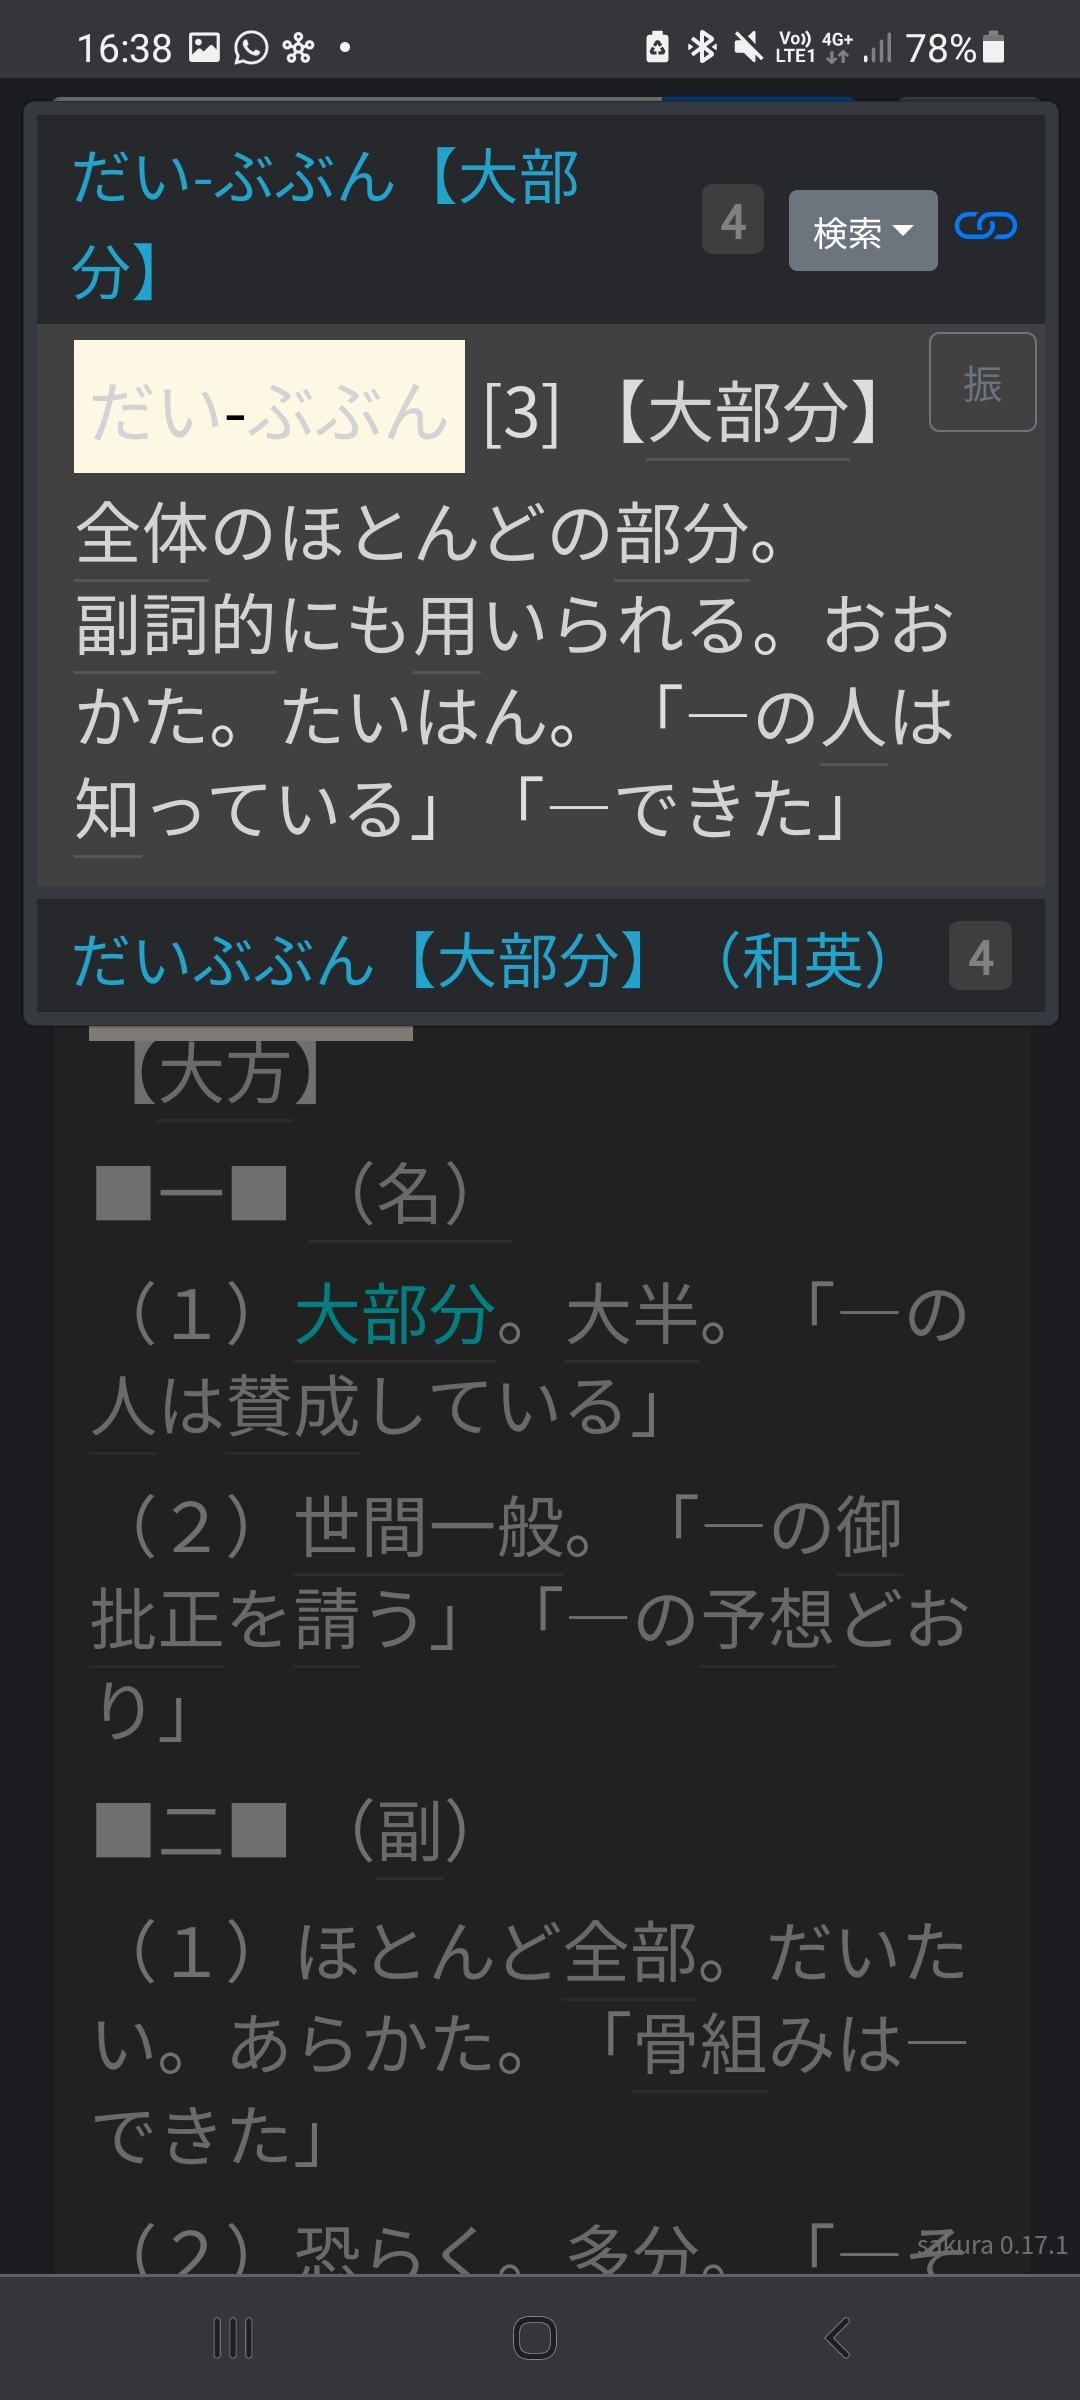 16:38
Vo)) LTE1 4G+ 78%
だい-ぶぶん【大部
分】
4
検索
だい-ぶぶん [3] 【大部分】
振
全体のほとんどの部分。
副詞的にも用いられる。おお
かた。たいはん。「―の人は
知っている」「―できた」
だいぶぶん【大部分】（和英）
4
【大方】
■一■ （名）
（１）大部分。大半。「―の
人は賛成している」
（２）世間一般。「―の御
批正を請う」「―の予想どお
り」
■二■ （副）
（１）ほとんど全部。だいた
い。あらかた。「骨組みは―
できた」
（２）恐らく。多分。「―そ
sakura 0.17.1